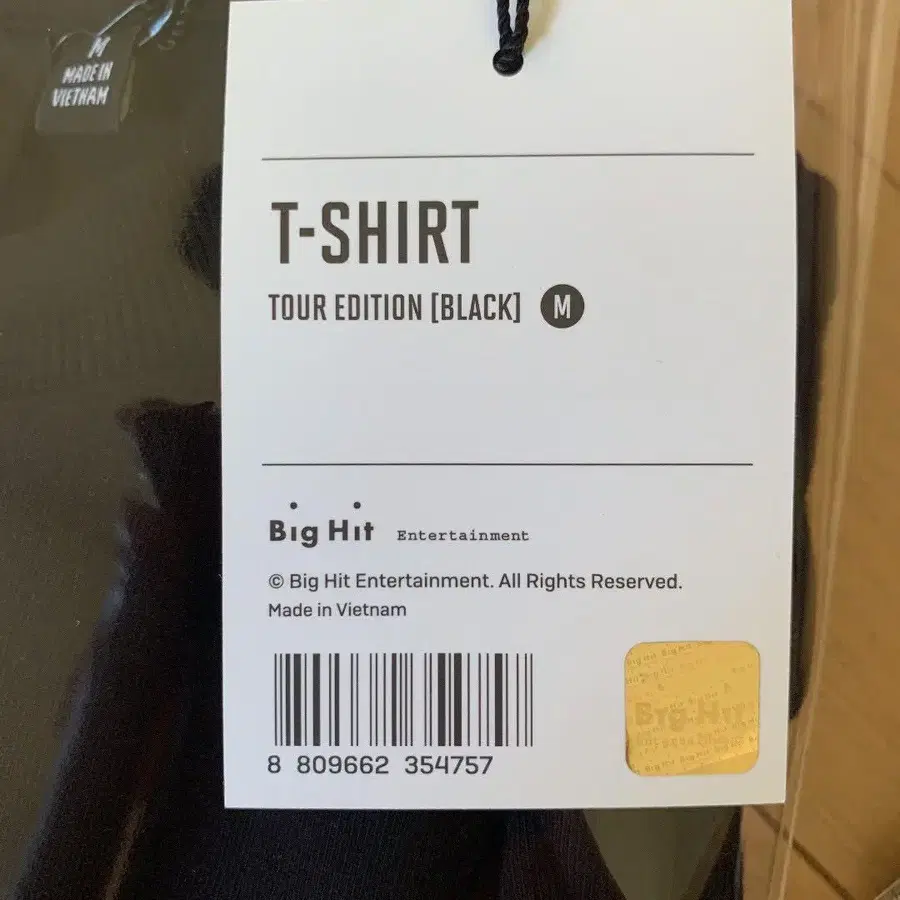 M
MADE IN
VIETNAM
T-SHIRT
TOUR EDITION [BLACK] M
Big Hit Entertainment
© Big Hit Entertainment. All Rights Reserved.
Made in Vietnam
8 809662 354757
Big Hit